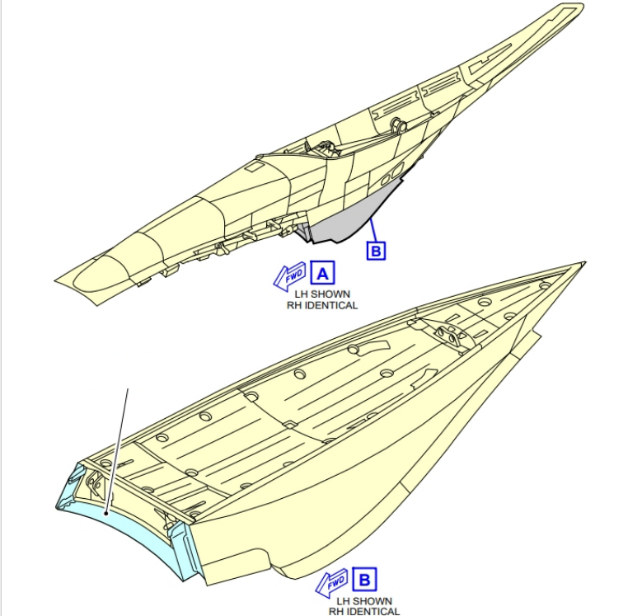 B
FWD
A
LH SHOWN
RH IDENTICAL
FWD
B
LH SHOWN
RH IDENTICAL